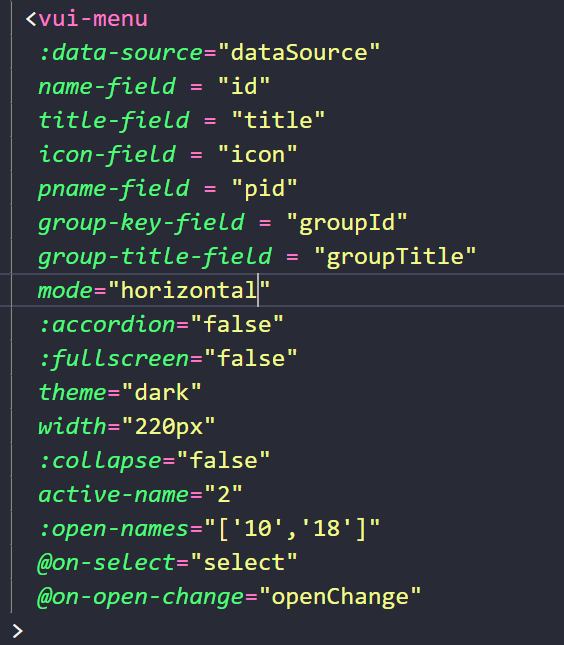 <vui-menu
:data-source="dataSource"
name-field = "id"
title-field = "title"
icon-field = "icon"
pname-field = "pid"
group-key-field = "groupId"
group-title-field = "groupTitle"
mode="horizontal"
:accordion="false"
:fullscreen="false"
theme="dark"
width="220px"
:collapse="false"
active-name="2"
:open-names="['10','18']"
@on-select="select"
@on-open-change="openChange"
>